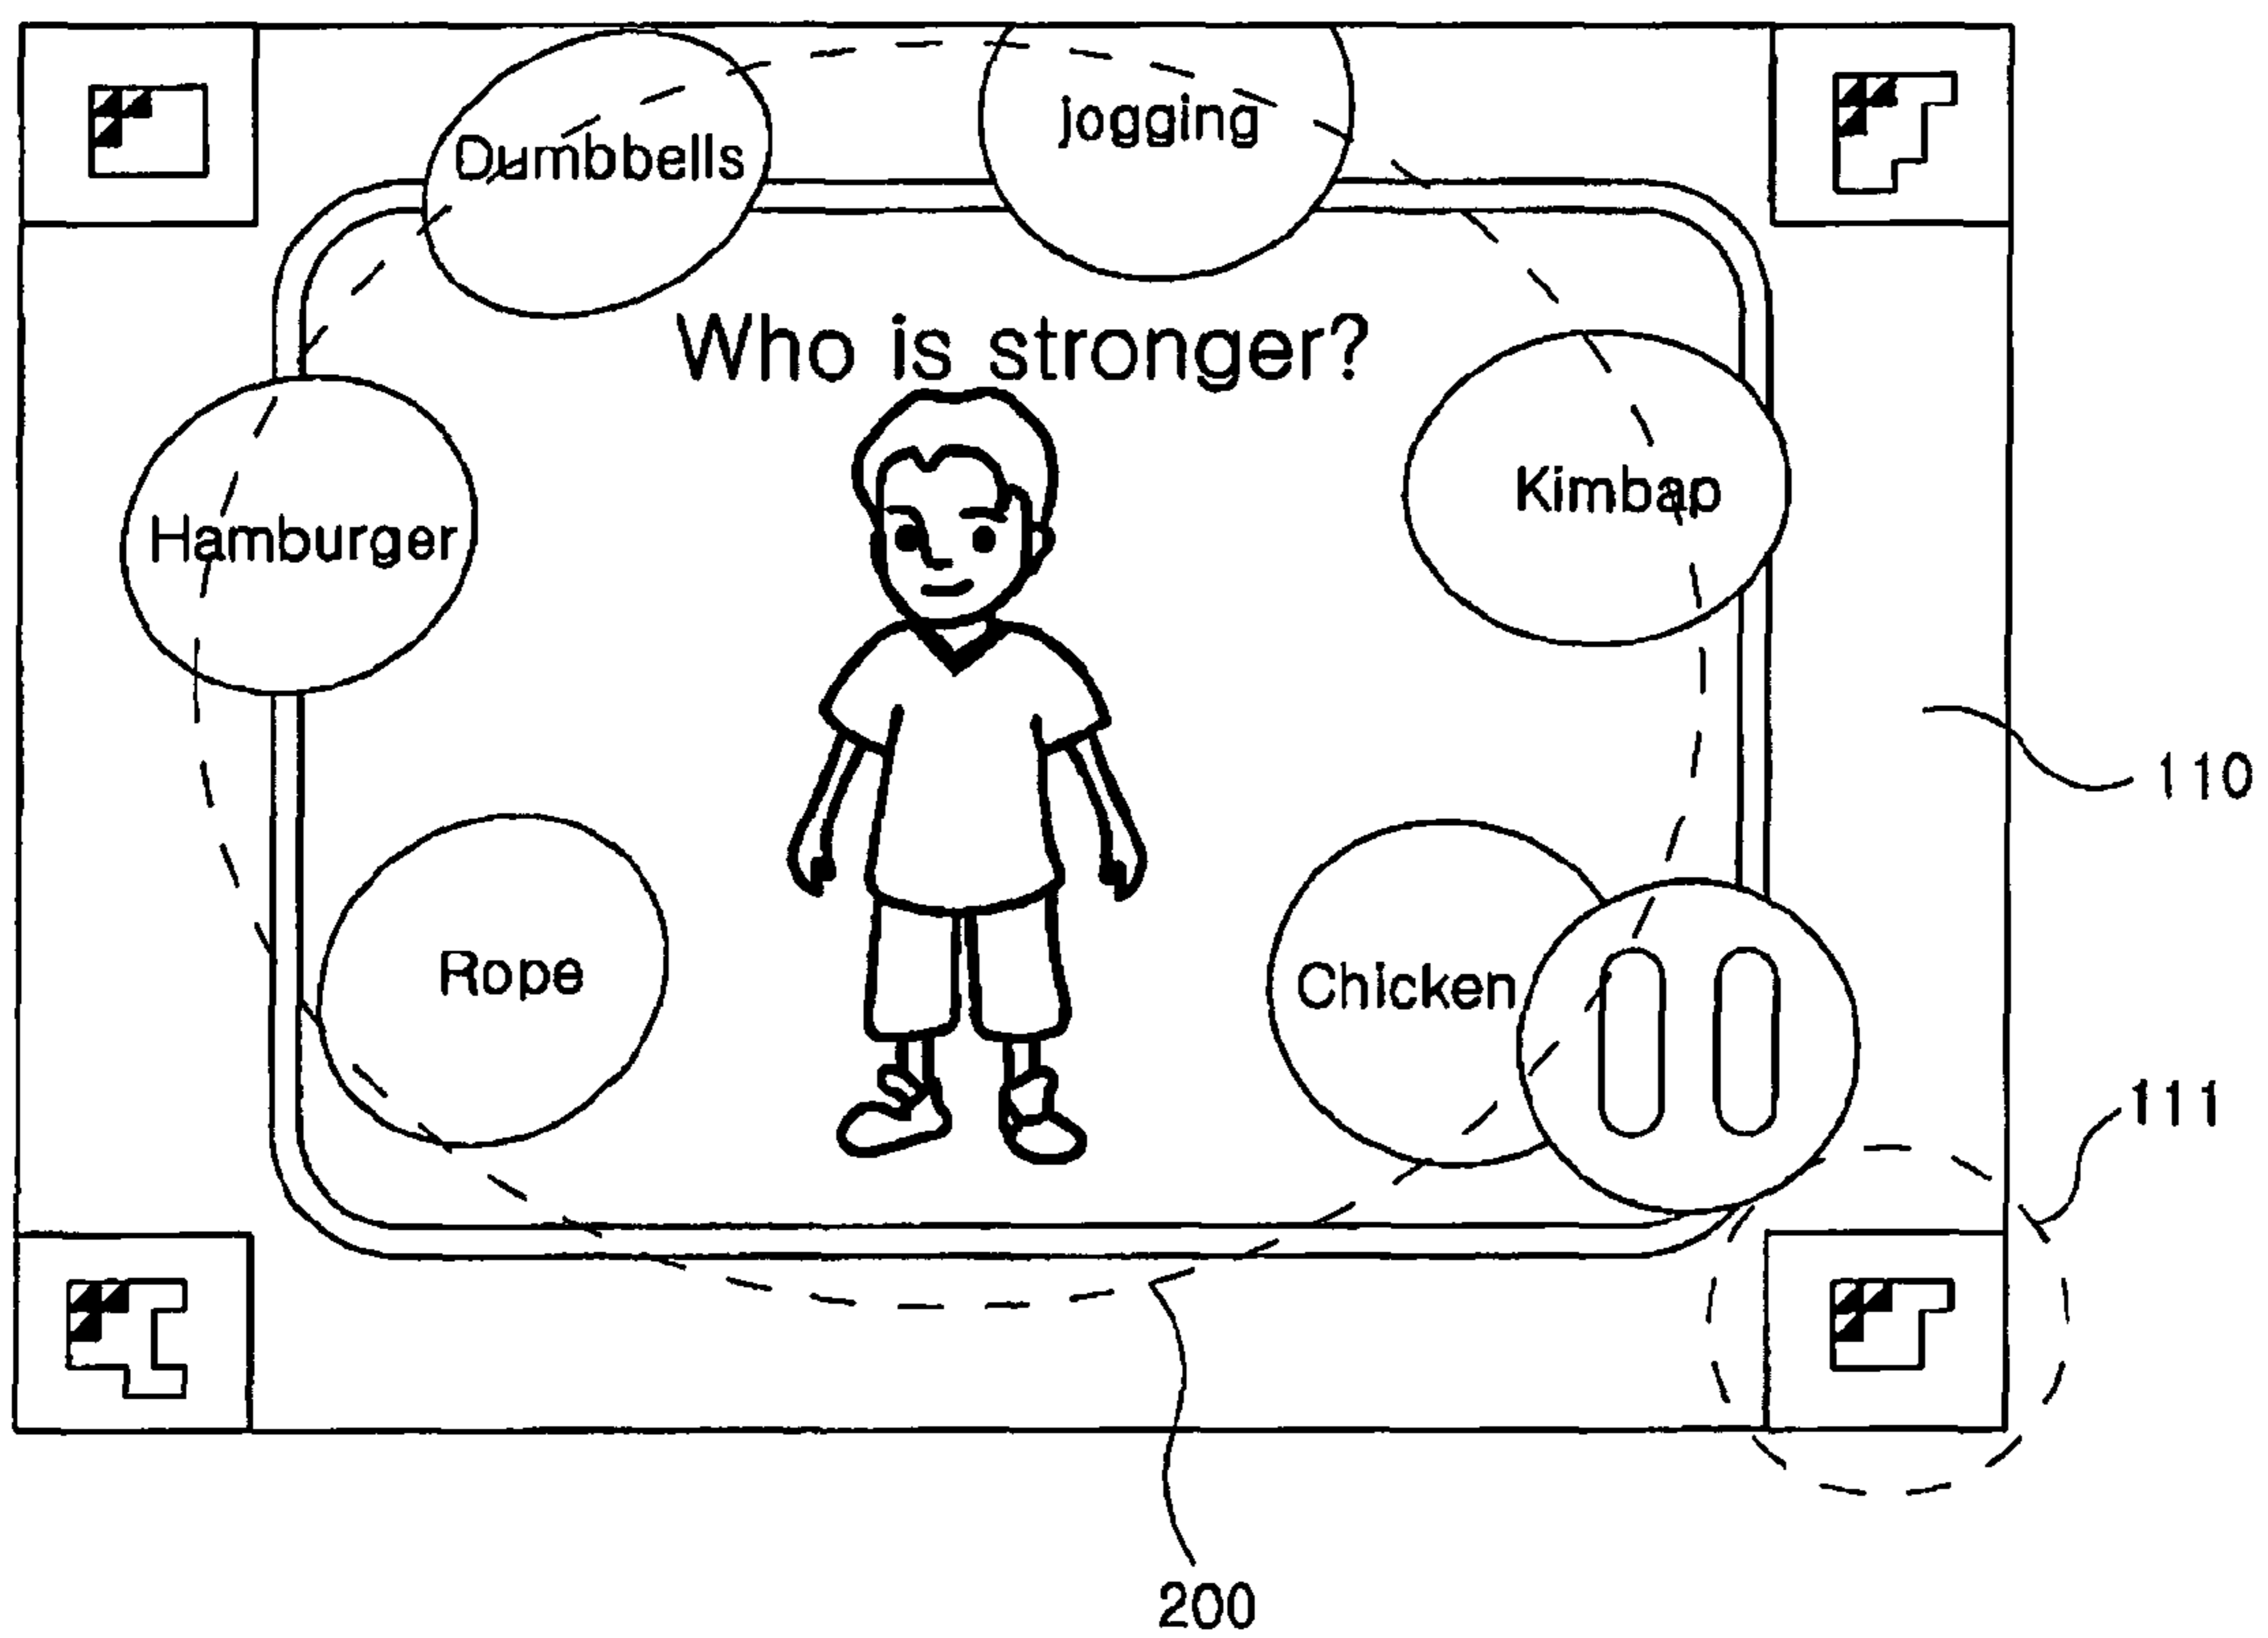 Dumbbells
jogging
Who is stronger?
Hamburger
Kimbap
110
Rope
Chicken
111
200